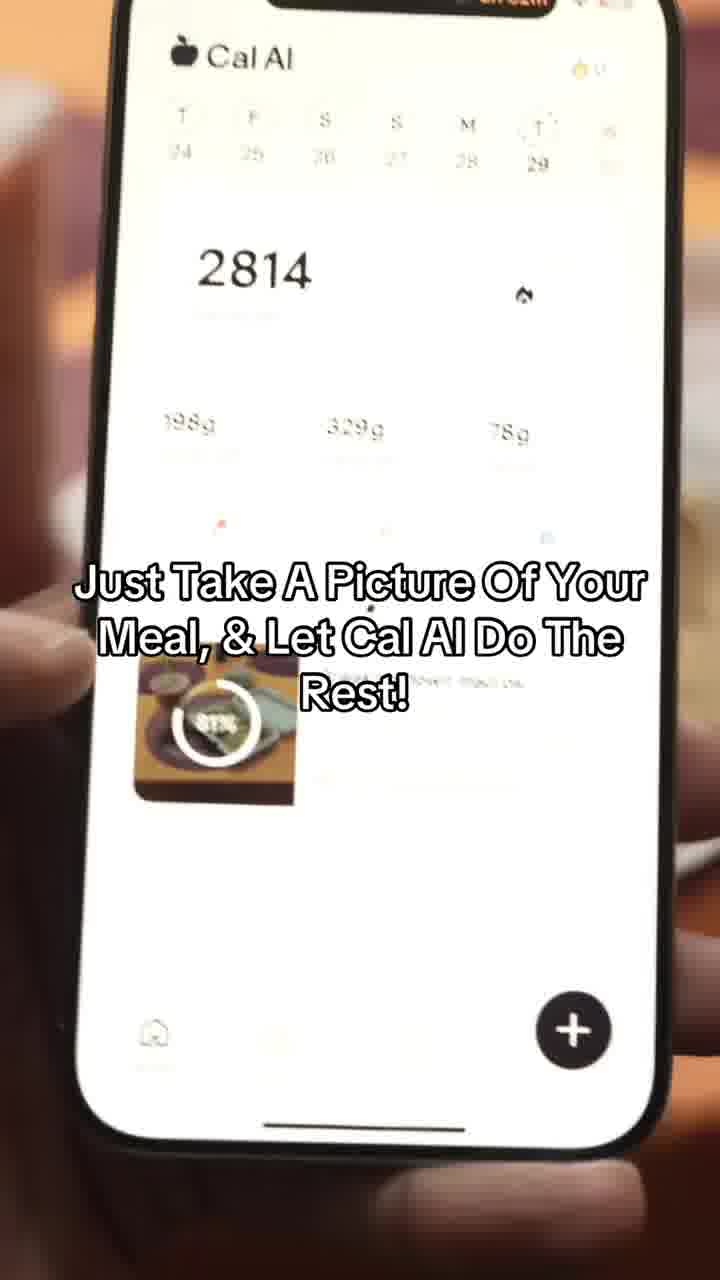 Cal AI
T F S S M T
24 25 26 27 28 29
2814
198g 329g 78g
Just Take A Picture Of Your
Meal, & Let Cal AI Do The
Rest!